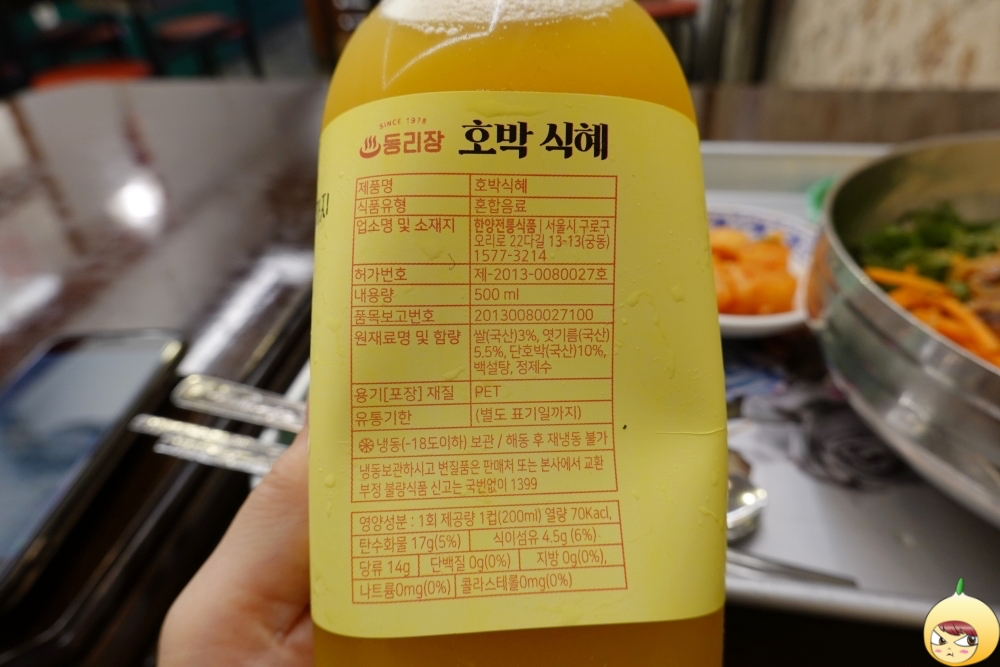 SINCE 1978
둥리장 호박 식혜
제품명 호박식혜
식품유형 혼합음료
업소명 및 소재지 한양전통식품 | 서울시 구로구
오리로 22다길 13-13(궁동)
1577-3214
허가번호 제-2013-0080027호
내용량 500 ml
품목보고번호 20130080027100
원재료명 및 함량 쌀(국산)3%, 엿기름(국산)
5.5%, 단호박(국산)10%,
백설탕, 정제수
용기[포장] 재질 PET
유통기한 (별도 표기일까지)
냉동(-18도이하) 보관 / 해동 후 재냉동 불가
냉동보관하시고 변질품은 판매처 또는 본사에서 교환
부정 불량식품 신고는 국번없이 1399
영양성분 : 1회 제공량 1컵(200ml) 열량 70Kacl,
탄수화물 17g(5%) 식이섬유 4.5g (6%)
당류 14g 단백질 0g(0%) 지방 0g(0%),
나트륨0mg(0%) 콜라스테롤0mg(0%)